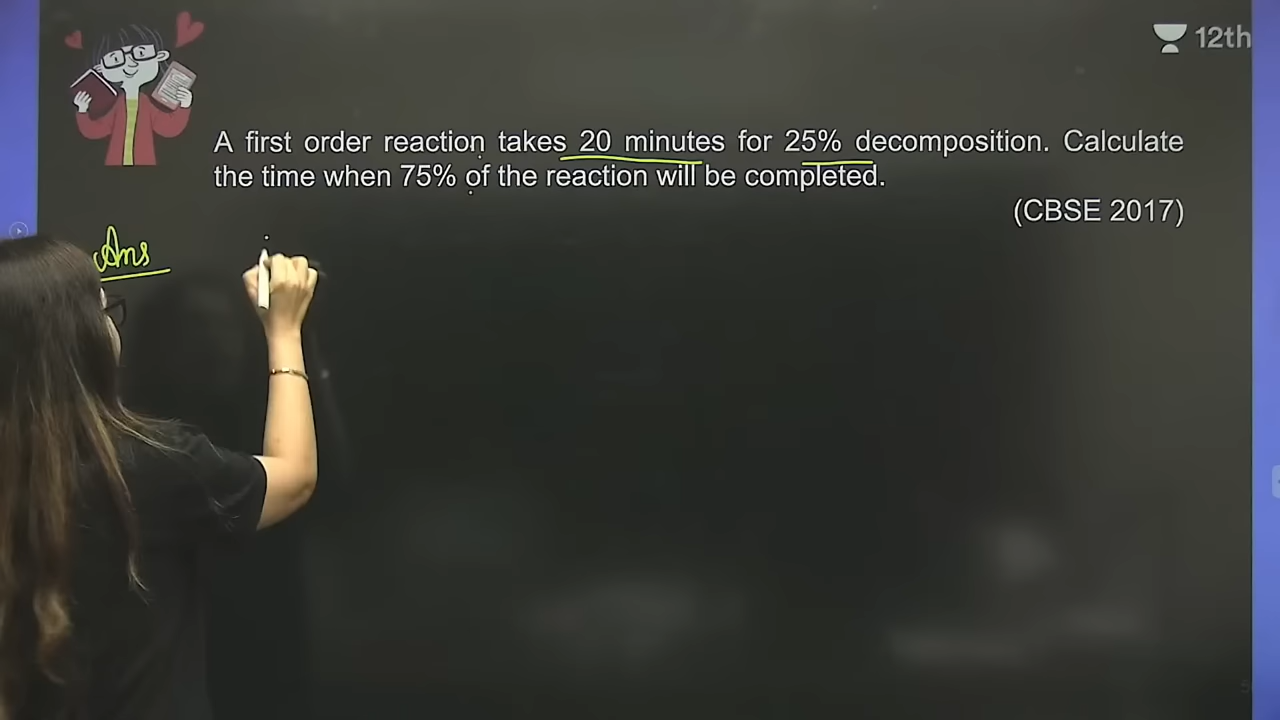 12th
A first order reaction takes 20 minutes for 25% decomposition. Calculate
the time when 75% of the reaction will be completed.
(CBSE 2017)
Ans